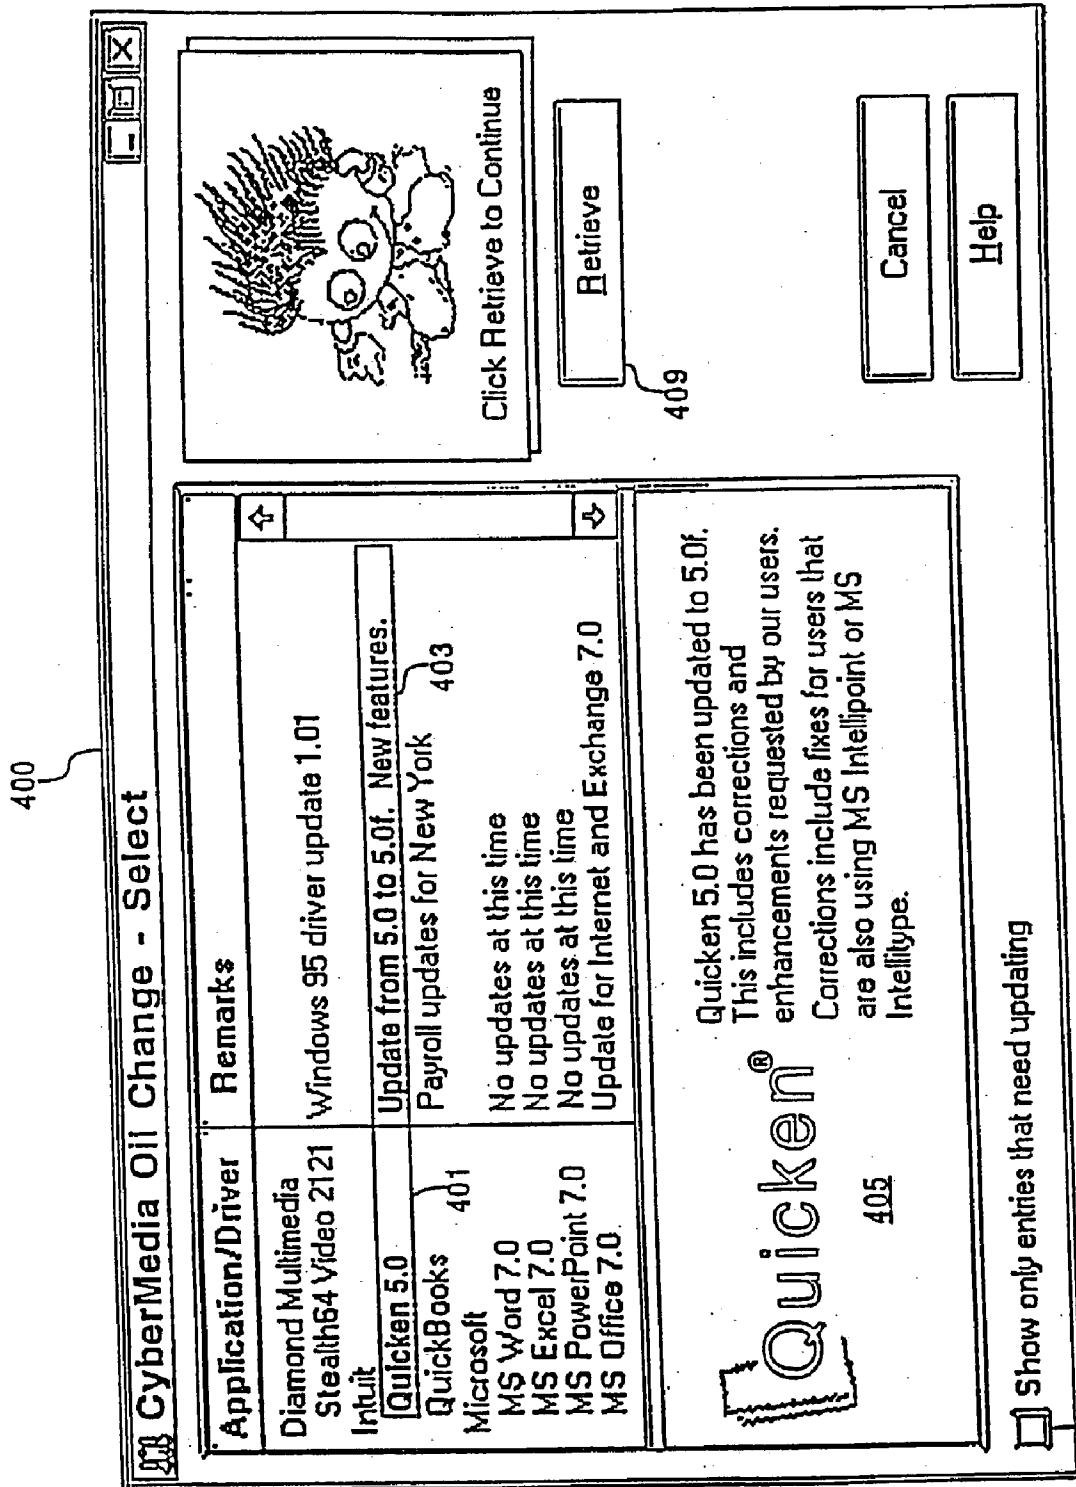 400
CyberMedia Oil Change - Select
Application/Driver Remarks
Diamond Multimedia
Stealth64 Video 2121 Windows 95 driver update 1.01
Intuit
Quicken 5.0 Update from 5.0 to 5.0f. New features.
QuickBooks Payroll updates for New York
401 403
Microsoft
MS Word 7.0 No updates at this time
MS Excel 7.0 No updates at this time
MS PowerPoint 7.0 No updates at this time
MS Office 7.0 Update for Internet and Exchange 7.0
Click Retrieve to Continue
Retrieve
409
Cancel
Help
Quicken®
405
Quicken 5.0 has been updated to 5.0f.
This includes corrections and
enhancements requested by our users.
Corrections include fixes for users that
are also using MS Intellipoint or MS
Intellitype.
Show only entries that need updating